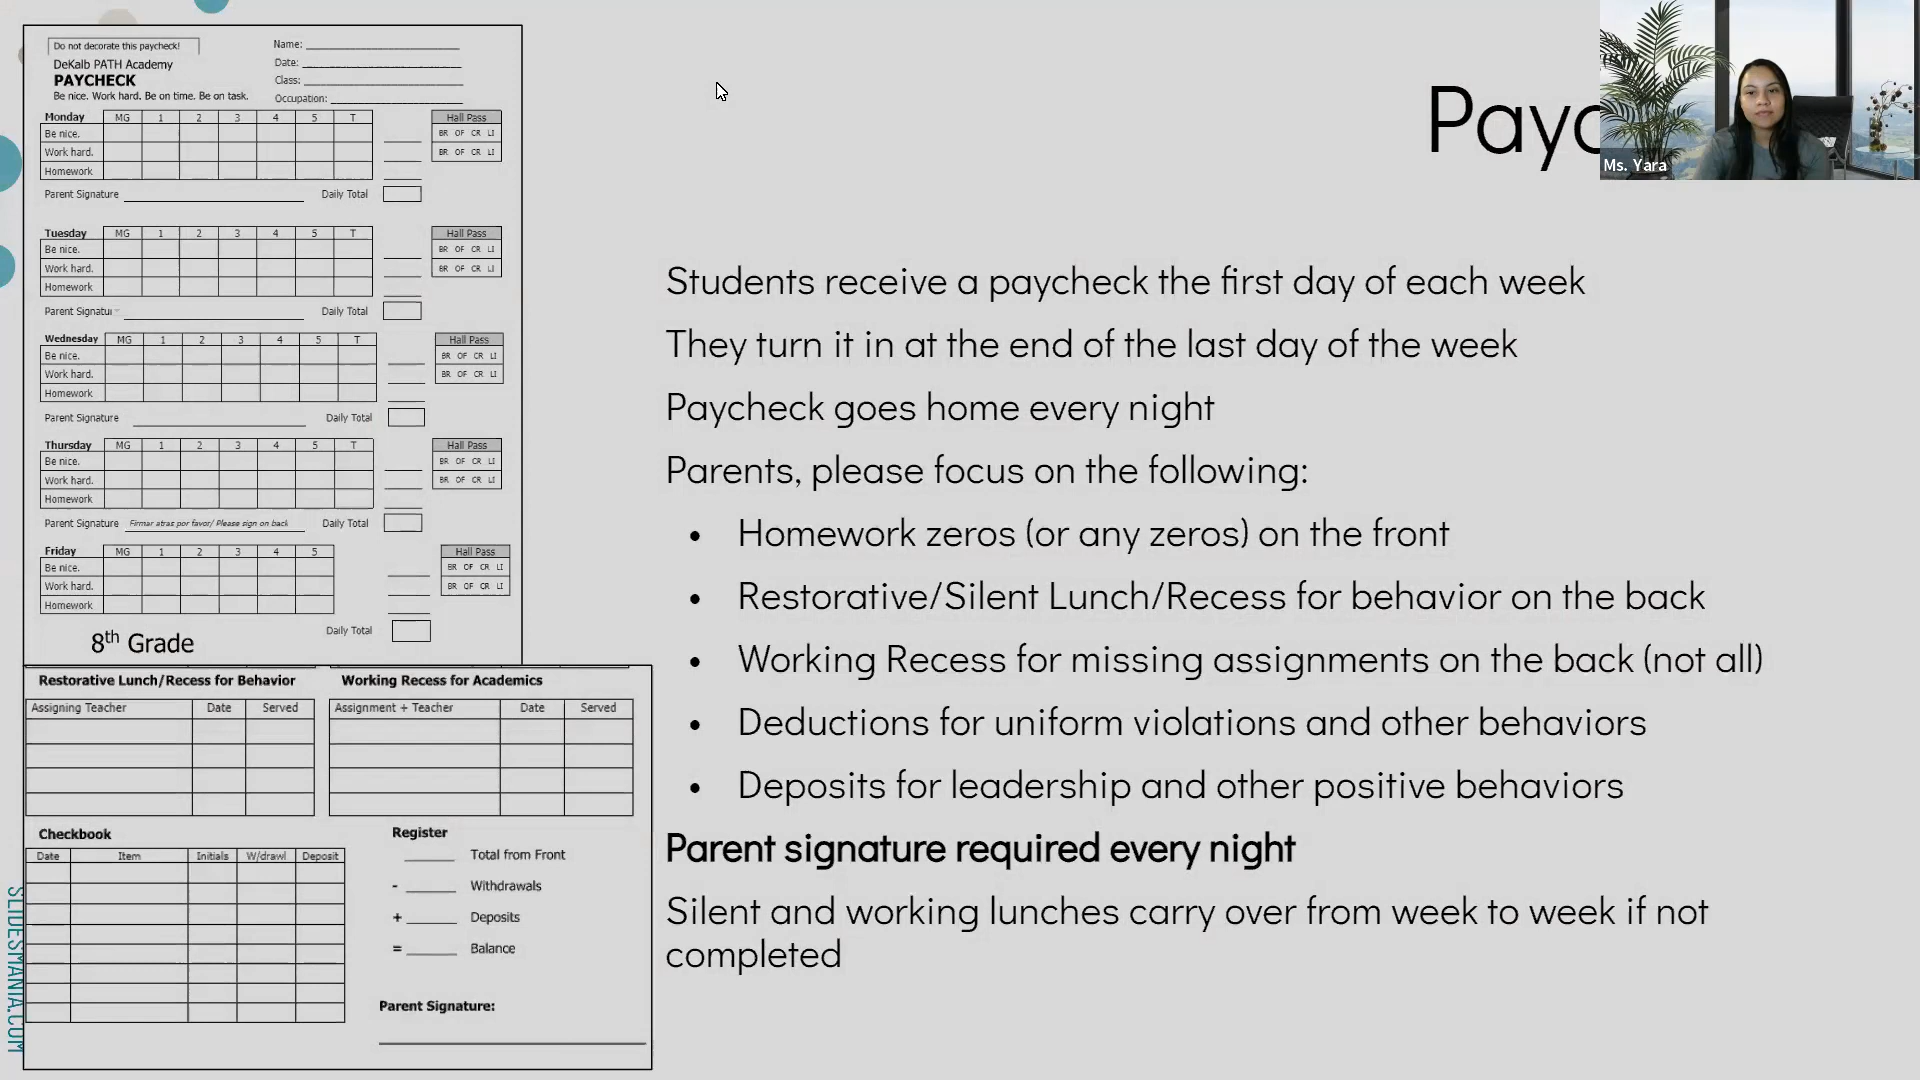 Do not decorate this paycheck!
DeKalb PATH Academy
PAYCHECK
Be nice. Work hard. Be on time. Be on task.
Name:
Date:
Class:
Occupation:
Monday MG 1 2 3 4 5 T Hall Pass
Be nice. BR OF CR LI
Work hard. BR OF CR LI
Homework
Parent Signature Daily Total
Tuesday MG 1 2 3 4 5 T Hall Pass
Be nice. BR OF CR LI
Work hard. BR OF CR LI
Homework
Parent Signatur Daily Total
Wednesday MG 1 2 3 4 5 T Hall Pass
Be nice. BR OF CR LI
Work hard. BR OF CR LI
Homework
Parent Signature Daily Total
Thursday MG 1 2 3 4 5 T Hall Pass
Be nice. BR OF CR LI
Work hard. BR OF CR LI
Homework
Parent Signature Firmar atras por favor/ Please sign on back Daily Total
Friday MG 1 2 3 4 5 Hall Pass
Be nice. BR OF CR LI
Work hard. BR OF CR LI
Homework
Daily Total
8th Grade
Restorative Lunch/Recess for Behavior
Assigning Teacher Date Served
Working Recess for Academics
Assignment + Teacher Date Served
Checkbook
Date Item Initials W/drawl Deposit
Register
Total from Front
- Withdrawals
+ Deposits
= Balance
Parent Signature:
SLIDESMANIA.COM
Payc
Ms. Yara
Students receive a paycheck the first day of each week
They turn it in at the end of the last day of the week
Paycheck goes home every night
Parents, please focus on the following:
• Homework zeros (or any zeros) on the front
• Restorative/Silent Lunch/Recess for behavior on the back
• Working Recess for missing assignments on the back (not all)
• Deductions for uniform violations and other behaviors
• Deposits for leadership and other positive behaviors
Parent signature required every night
Silent and working lunches carry over from week to week if not
completed